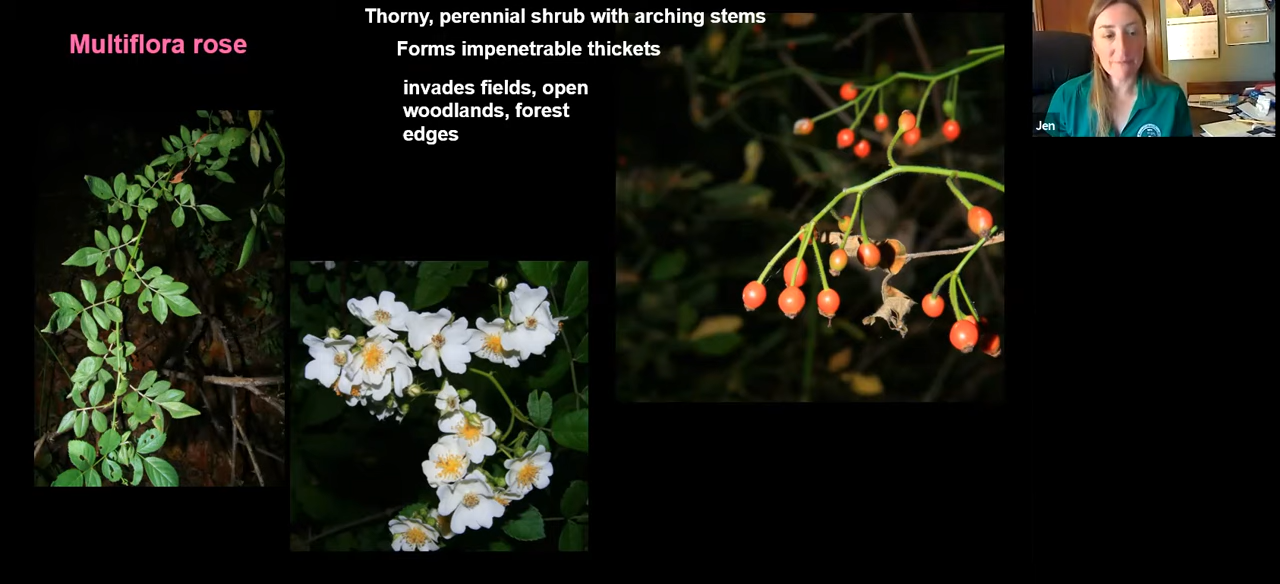 Multiflora rose
Thorny, perennial shrub with arching stems
Forms impenetrable thickets
invades fields, open
woodlands, forest
edges
Jen